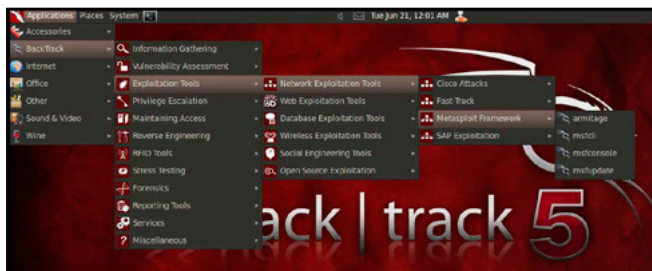 Applications Places System Tue Jun 21, 12:01 AM
Accessories
BackTrack
Internet
Office
Other
Sound & Video
Wine
Information Gathering
Vulnerability Assessment
Exploitation Tools
Privilege Escalation
Maintaining Access
Reverse Engineering
RFID Tools
Stress Testing
Forensics
Reporting Tools
Services
Miscellaneous
Network Exploitation Tools
Web Exploitation Tools
Database Exploitation Tools
Wireless Exploitation Tools
Social Engineering Tools
Open Source Exploitation
Cisco Attacks
Fast-Track
Metasploit Framework
SAP Exploitation
armitage
msfcli
msfconsole
msfupdate
ack | track 5